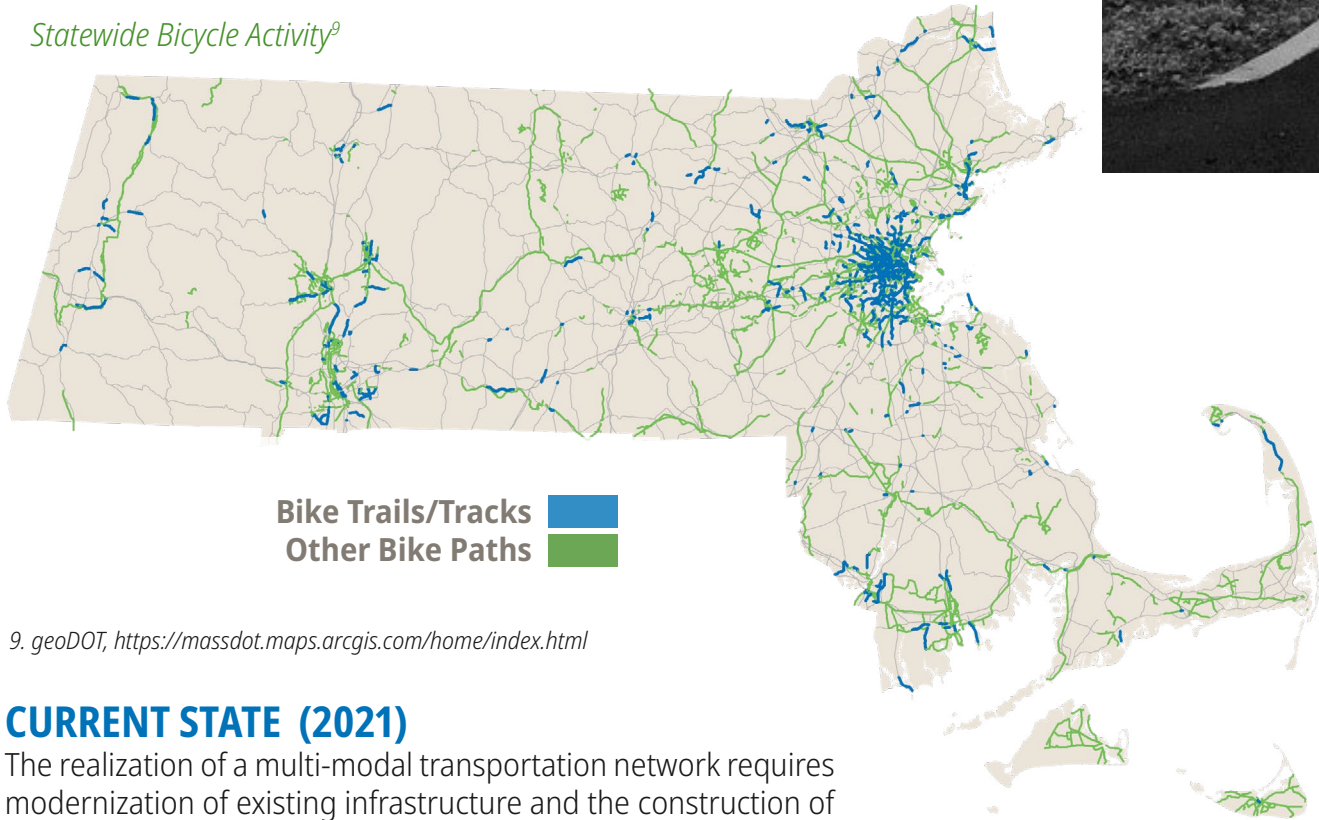 Statewide Bicycle Activity9
Bike Trails/Tracks
Other Bike Paths
9. geoDOT, https://massdot.maps.arcgis.com/home/index.html
CURRENT STATE (2021)
The realization of a multi-modal transportation network requires
modernization of existing infrastructure and the construction of